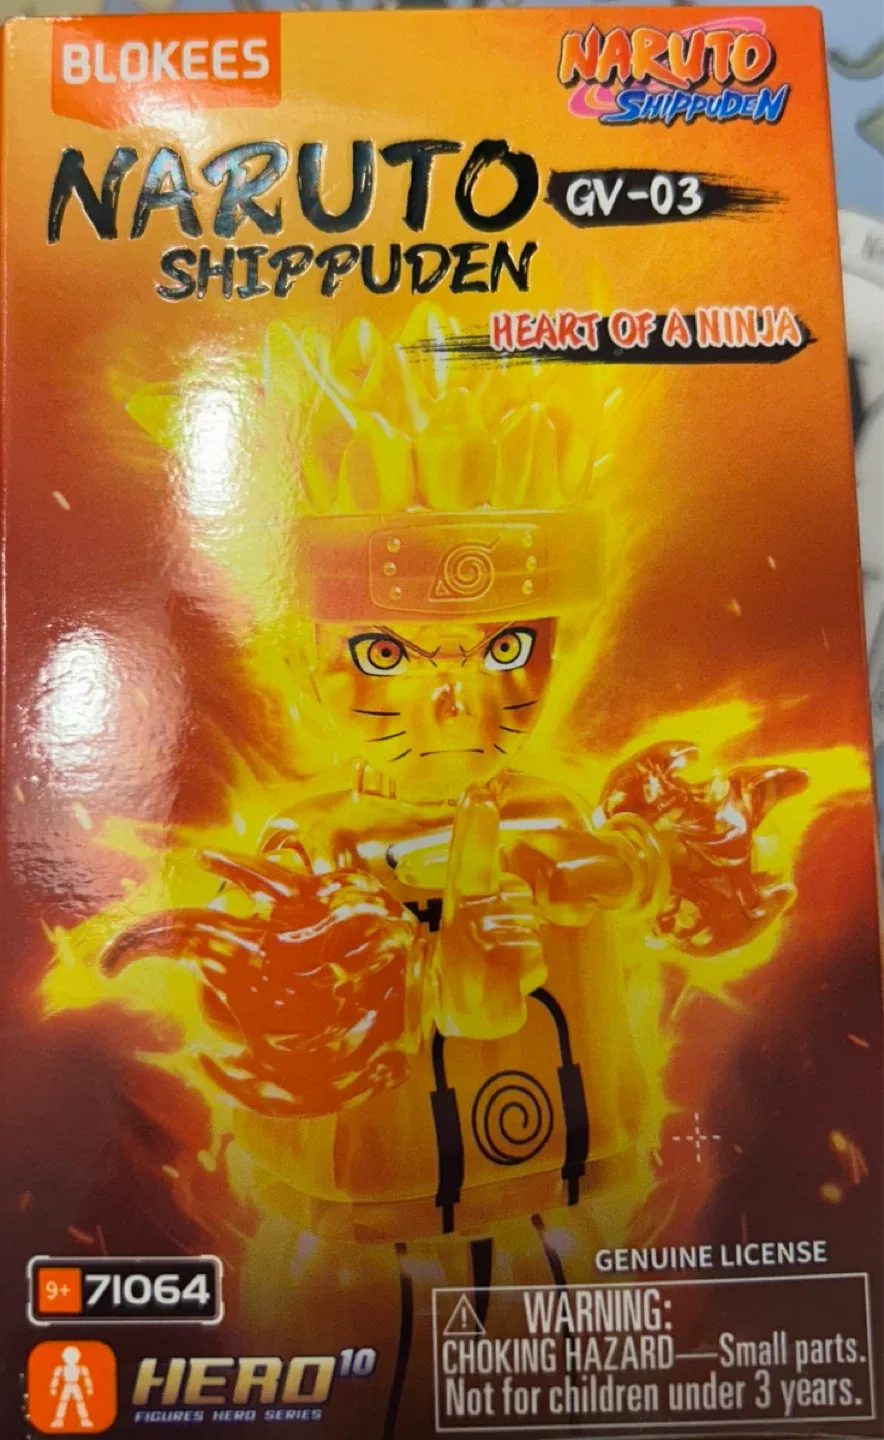 BLOKEES
NARUTO
SHIPPUDEN
NARUTO
SHIPPUDEN
GV-03
HEART OF A NINJA
GENUINE LICENSE
9+ 71064
WARNING:
CHOKING HAZARD—Small parts.
Not for children under 3 years.
HERO10
FIGURES HERO SERIES